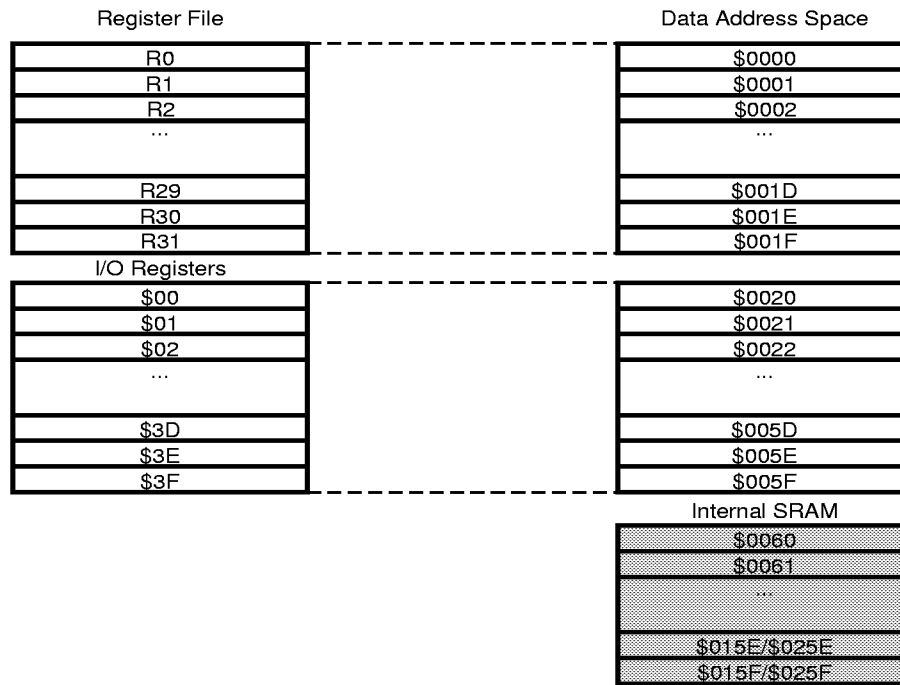 Register File
Data Address Space
R0
$0000
R1
$0001
R2
$0002
...
...
R29
$001D
R30
$001E
R31
$001F
I/O Registers
$00
$0020
$01
$0021
$02
$0022
...
...
$3D
$005D
$3E
$005E
$3F
$005F
Internal SRAM
$0060
$0061
...
$015E/$025E
$015F/$025F